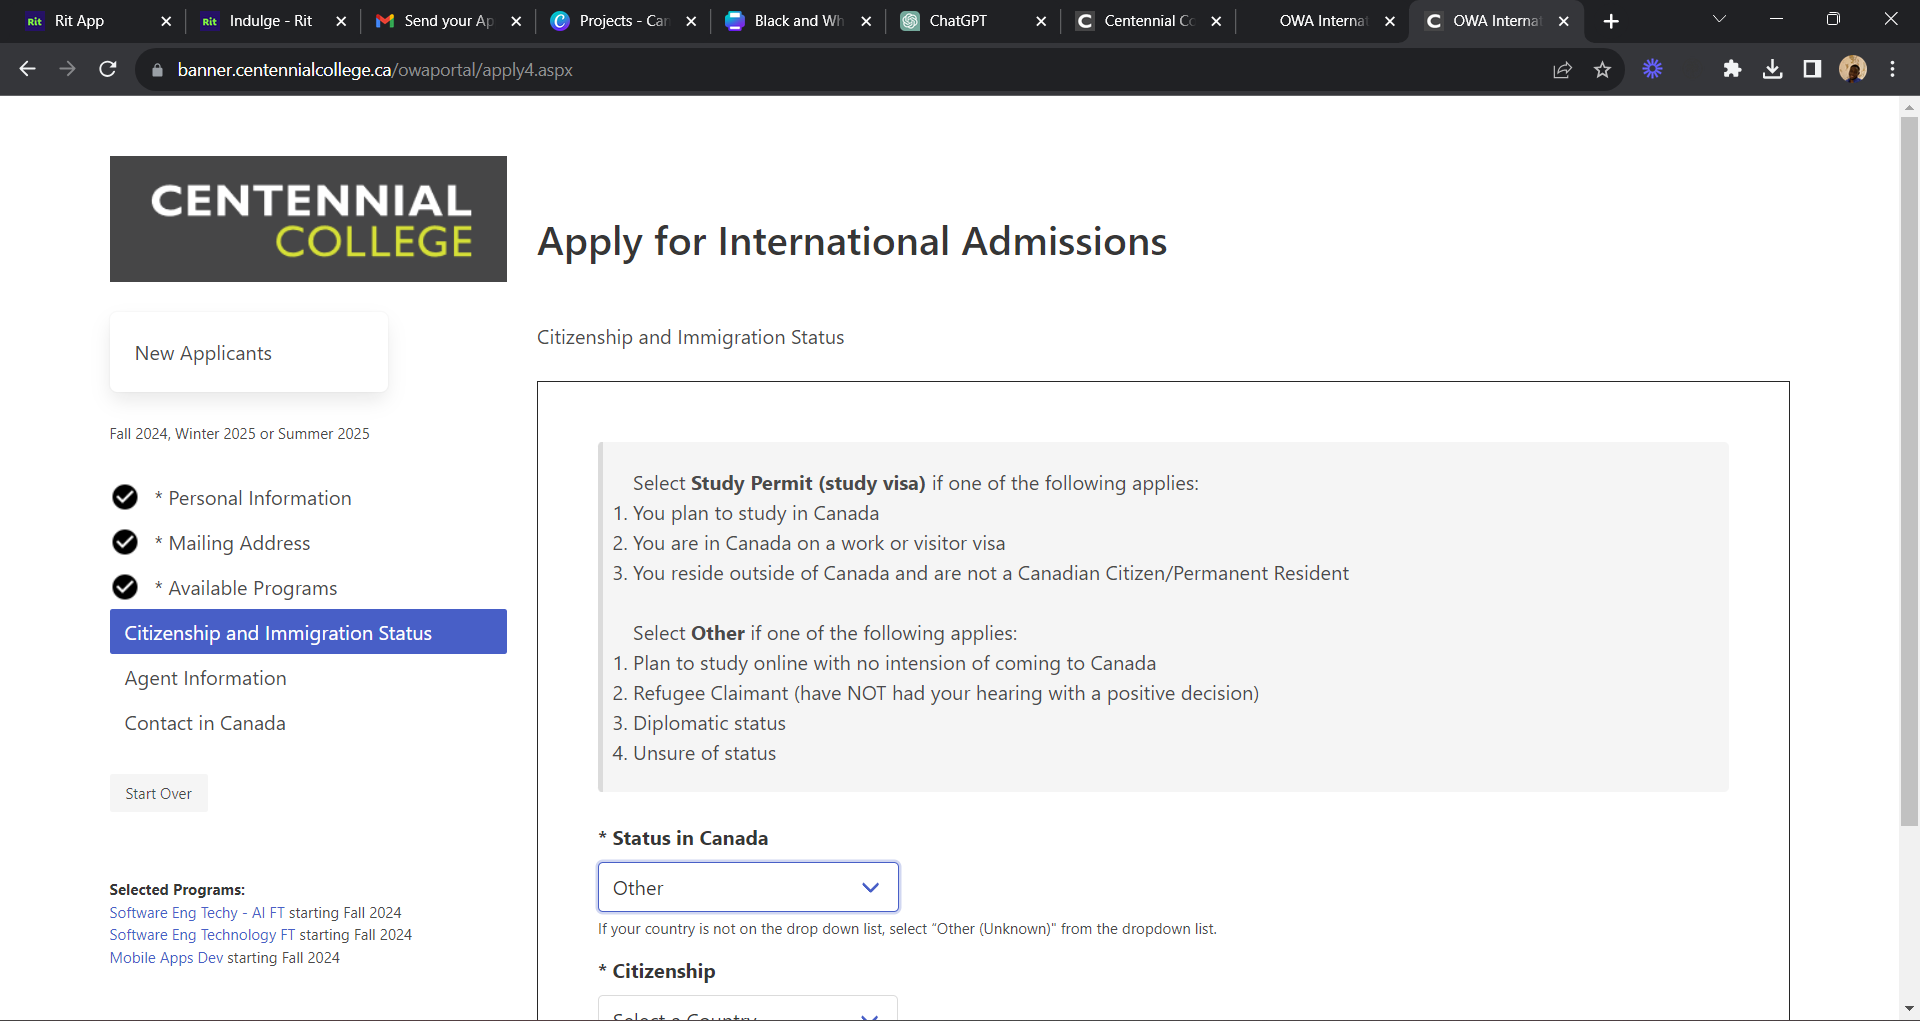 Rit App
Indulge - Rit
Send your Ap
Projects - Can
Black and Wh
ChatGPT
Centennial Co
OWA Internat
OWA Internat
banner.centennialcollege.ca/owaportal/apply4.aspx
CENTENNIAL
COLLEGE
Apply for International Admissions
New Applicants
Citizenship and Immigration Status
Fall 2024, Winter 2025 or Summer 2025
* Personal Information
* Mailing Address
* Available Programs
Citizenship and Immigration Status
Agent Information
Contact in Canada
Start Over
Selected Programs:
Software Eng Techy - AI FT starting Fall 2024
Software Eng Technology FT starting Fall 2024
Mobile Apps Dev starting Fall 2024
Select Study Permit (study visa) if one of the following applies:
1. You plan to study in Canada
2. You are in Canada on a work or visitor visa
3. You reside outside of Canada and are not a Canadian Citizen/Permanent Resident
Select Other if one of the following applies:
1. Plan to study online with no intension of coming to Canada
2. Refugee Claimant (have NOT had your hearing with a positive decision)
3. Diplomatic status
4. Unsure of status
* Status in Canada
Other
If your country is not on the drop down list, select “Other (Unknown)” from the dropdown list.
* Citizenship
Select a Country